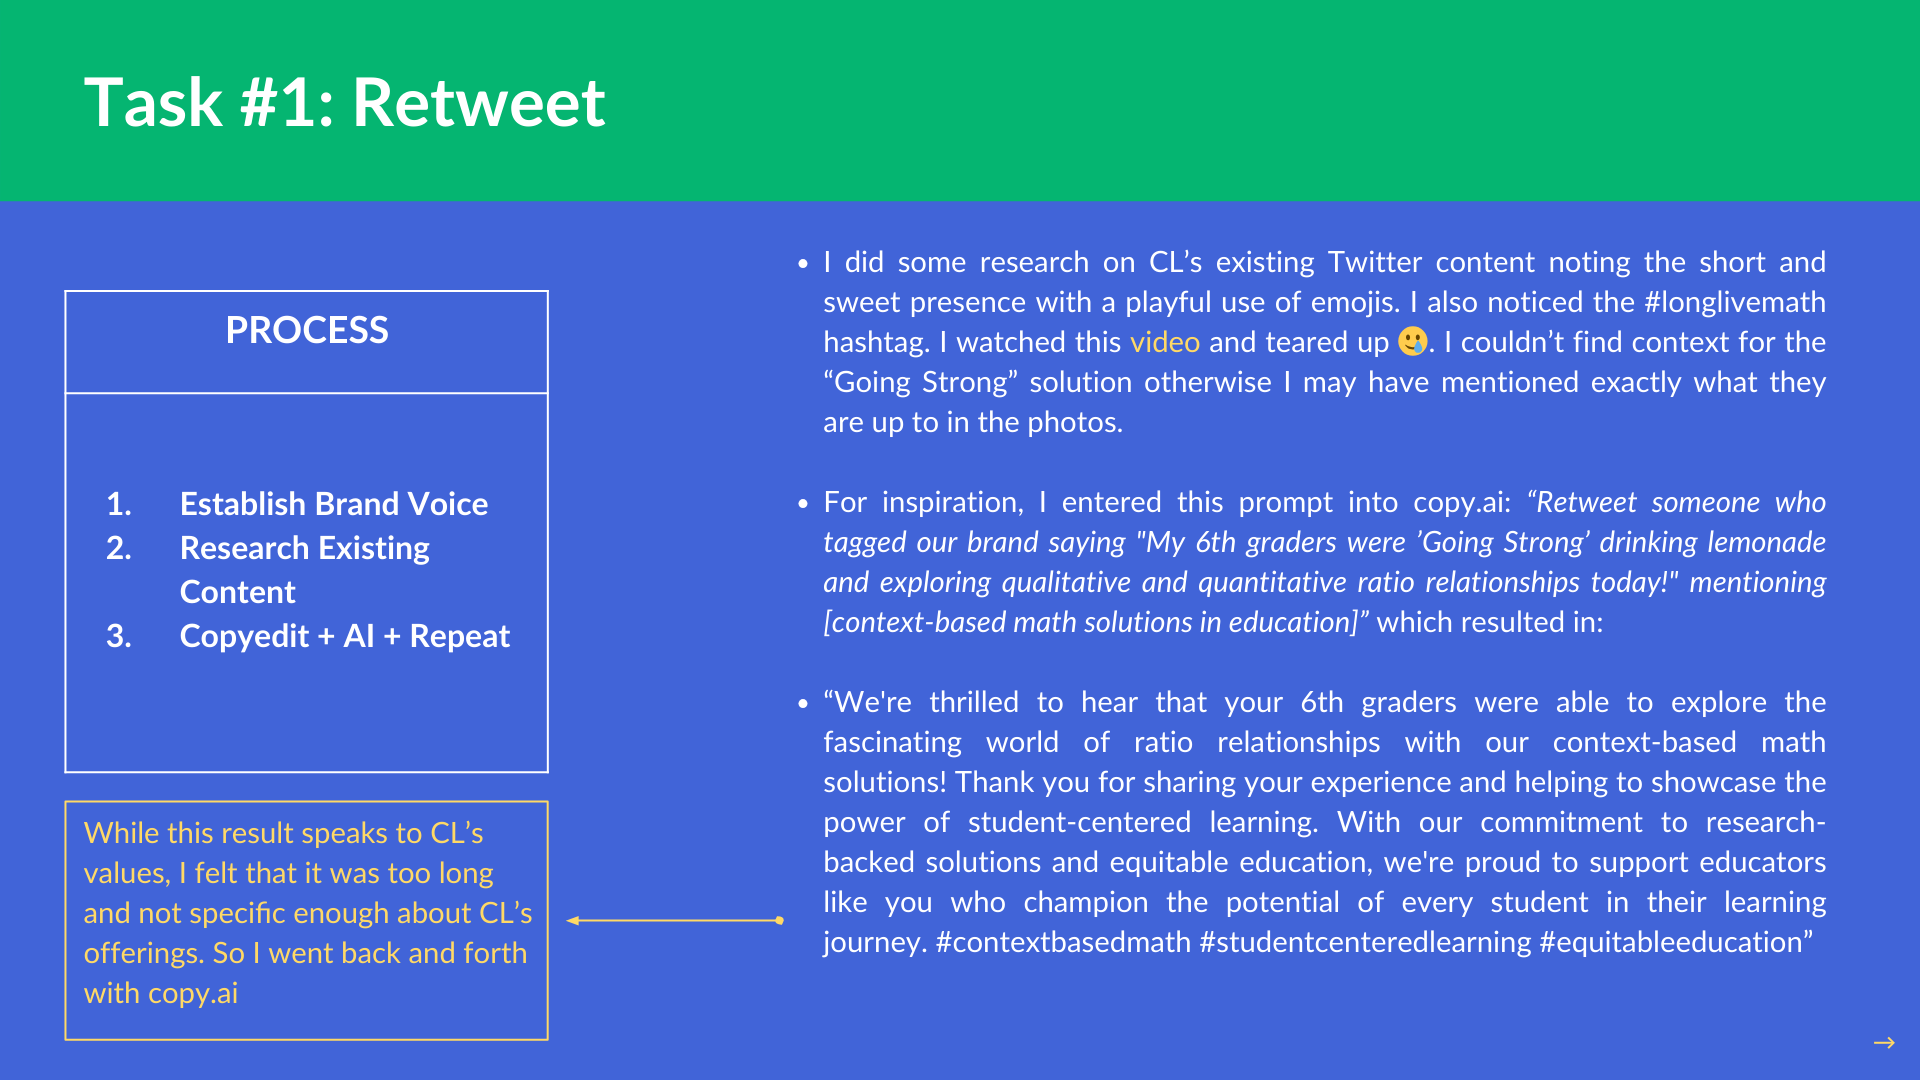 Task #1: Retweet
PROCESS
1. Establish Brand Voice
2. Research Existing
Content
3. Copyedit + AI + Repeat
While this result speaks to CL’s
values, I felt that it was too long
and not specific enough about CL’s
offerings. So I went back and forth
with copy.ai
• I did some research on CL’s existing Twitter content noting the short and
sweet presence with a playful use of emojis. I also noticed the #longlivemath
hashtag. I watched this video and teared up 🥲. I couldn’t find context for the
“Going Strong” solution otherwise I may have mentioned exactly what they
are up to in the photos.
• For inspiration, I entered this prompt into copy.ai: “Retweet someone who
tagged our brand saying "My 6th graders were ’Going Strong’ drinking lemonade
and exploring qualitative and quantitative ratio relationships today!" mentioning
[context-based math solutions in education]” which resulted in:
• “We're thrilled to hear that your 6th graders were able to explore the
fascinating world of ratio relationships with our context-based math
solutions! Thank you for sharing your experience and helping to showcase the
power of student-centered learning. With our commitment to research-
backed solutions and equitable education, we're proud to support educators
like you who champion the potential of every student in their learning
journey. #contextbasedmath #studentcenteredlearning #equitableeducation”
→